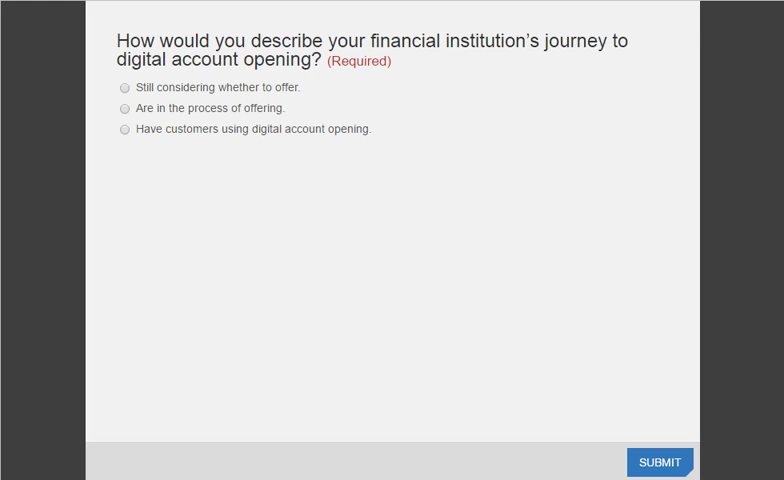 How would you describe your financial institution’s journey to
digital account opening? (Required)
Still considering whether to offer.
Are in the process of offering.
Have customers using digital account opening.
SUBMIT